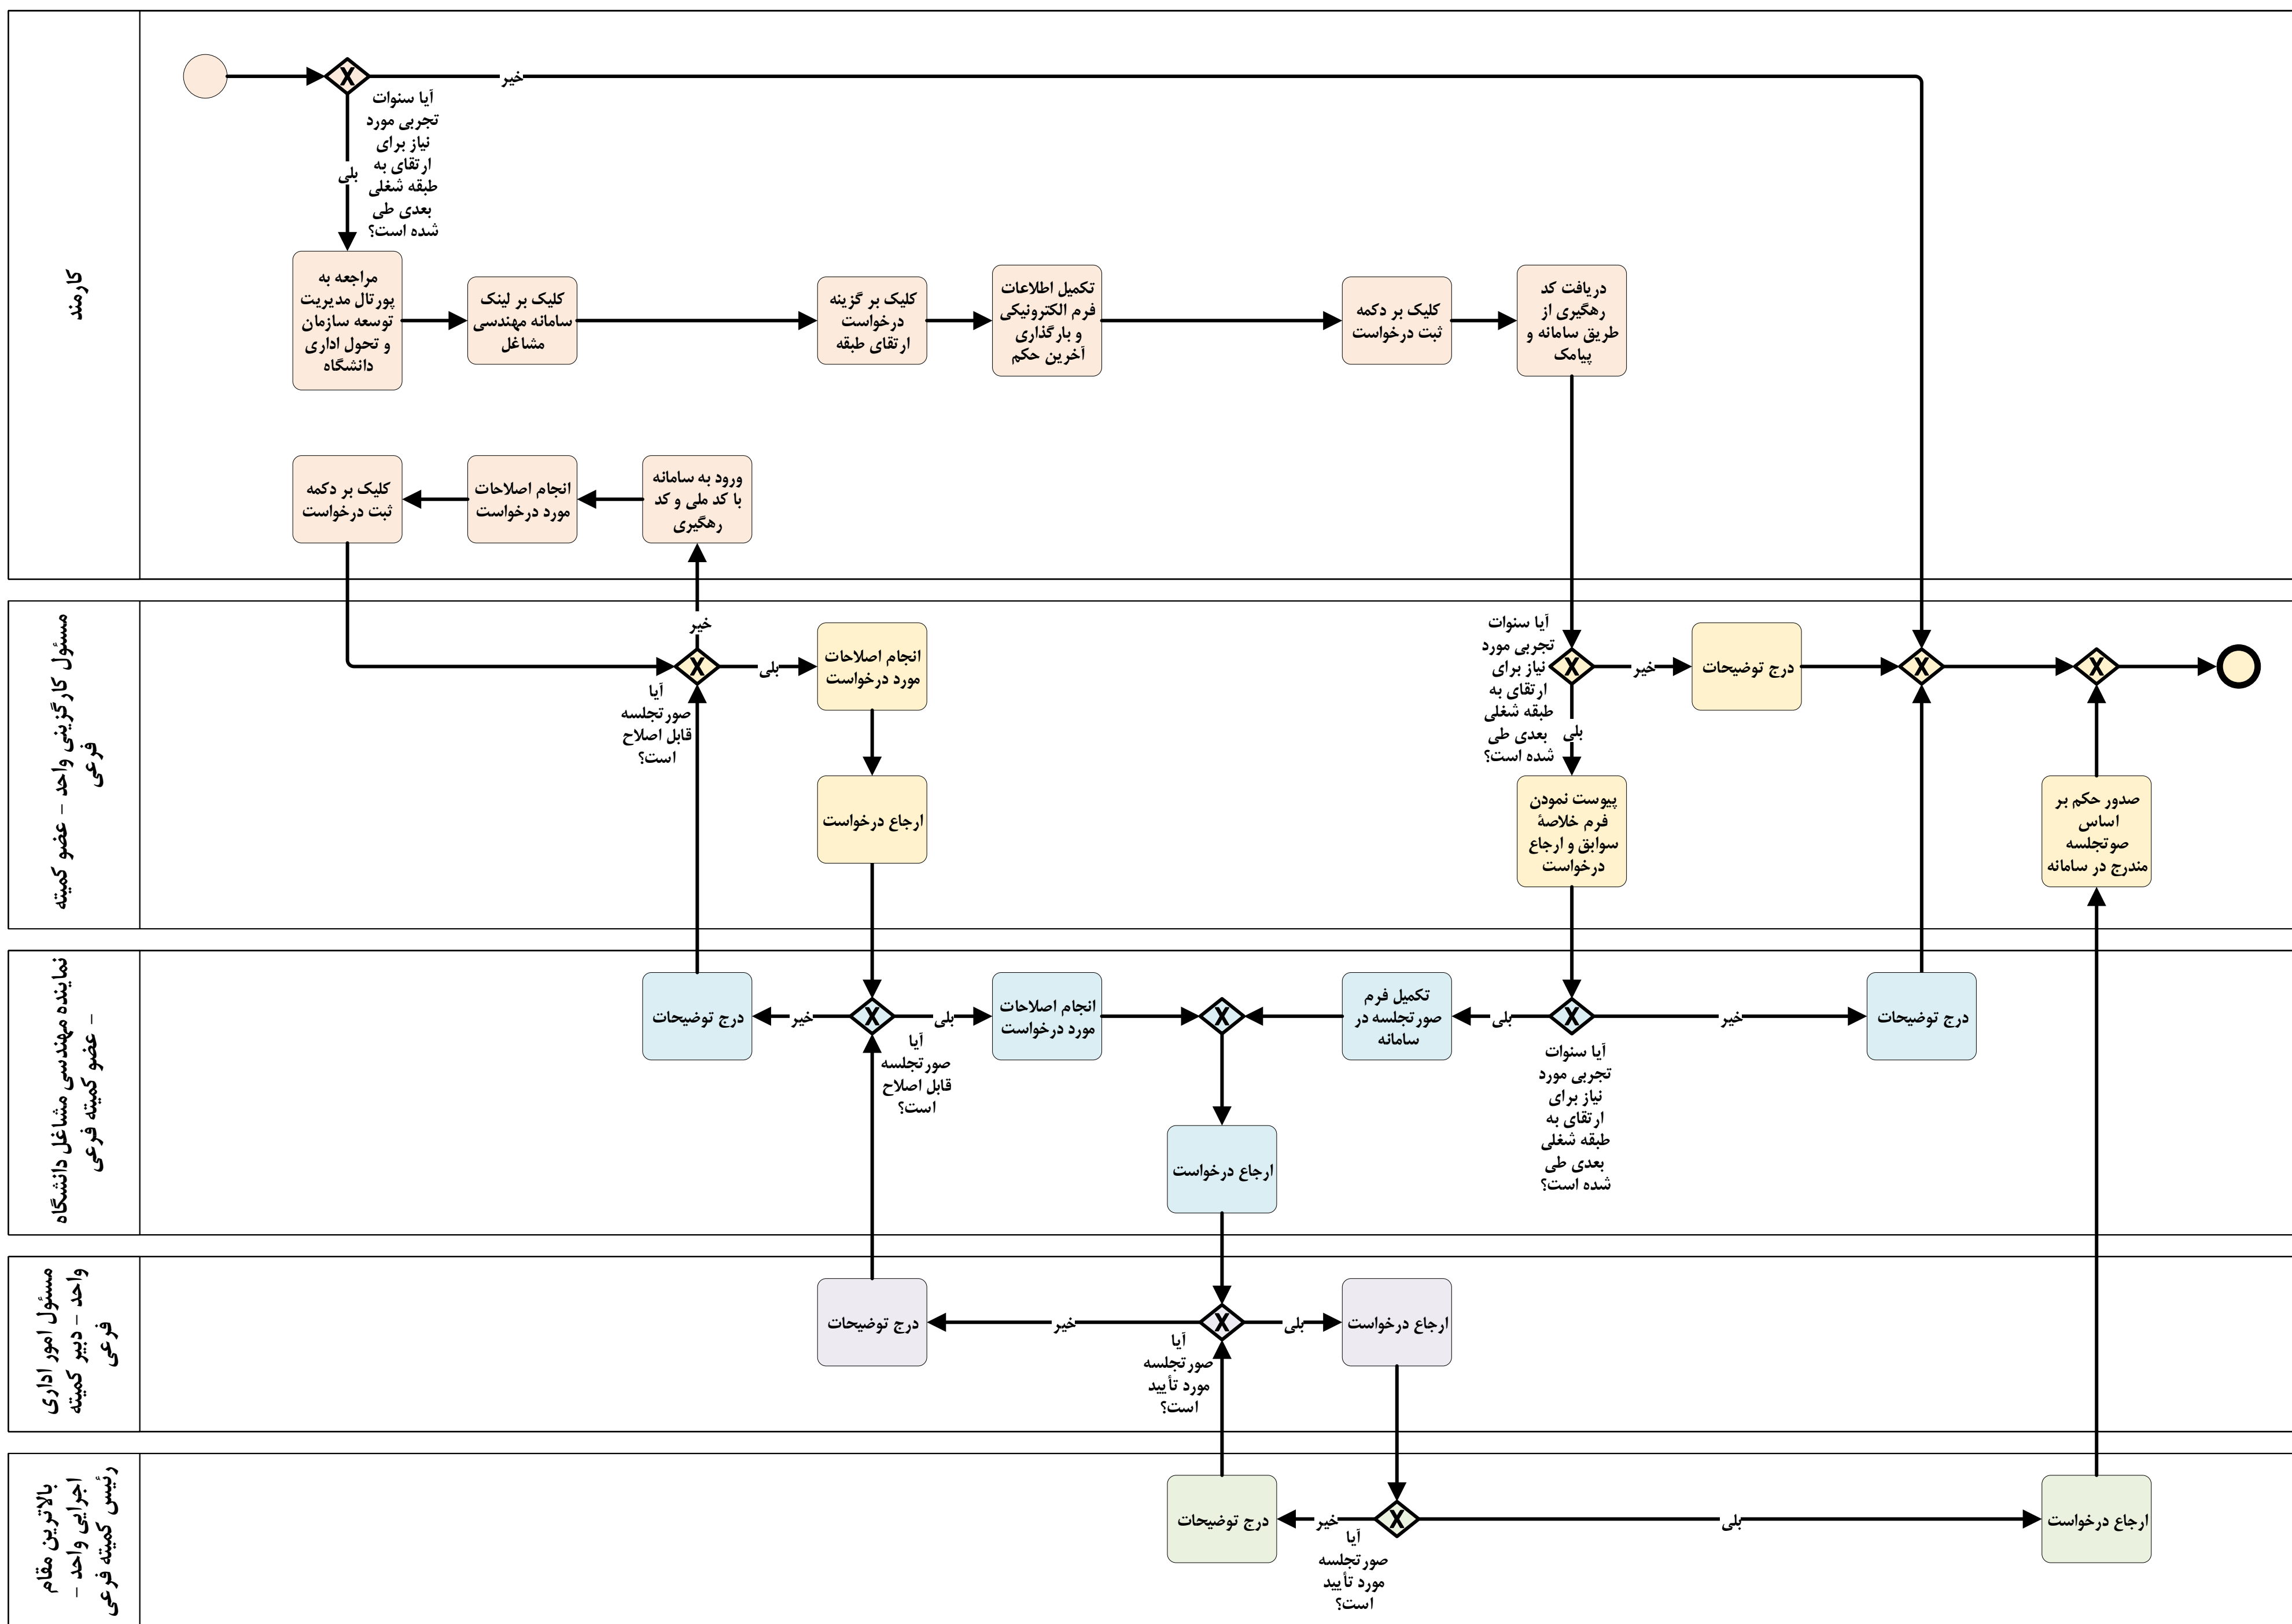 کارمند
خیر
آیا سنوات
تجربی مورد
نیاز برای
ارتقای به
طبقه شغلی
بعدی طی
شده است؟
بلی
مراجعه به
پورتال مدیریت
توسعه سازمان
و تحول اداری
دانشگاه
کلیک بر لینک
سامانه مهندسی
مشاغل
کلیک بر گزینه
درخواست
ارتقای طبقه
تکمیل اطلاعات
فرم الکترونیکی
و بارگذاری
آخرین حکم
کلیک بر دکمه
ثبت درخواست
دریافت کد
رهگیری از
طریق سامانه و
پیامک
کلیک بر دکمه
ثبت درخواست
انجام اصلاحات
مورد درخواست
ورود به سامانه
با کد ملی و کد
رهگیری
مسئول کارگزینی واحد - عضو کمیته
فرعی
خیر
بلی
آیا
صورتجلسه
قابل اصلاح
است؟
انجام اصلاحات
مورد درخواست
ارجاع درخواست
آیا سنوات
تجربی مورد
نیاز برای
ارتقای به
طبقه شغلی
بعدی طی
شده است؟
خیر
بلی
درج توضیحات
پیوست نمودن
فرم خلاصۀ
سوابق و ارجاع
درخواست
صدور حکم بر
اساس
صوتجلسه
مندرج در سامانه
نماینده مهندسی مشاغل دانشگاه
- عضو کمیته فرعی
درج توضیحات
خیر
بلی
آیا
صورتجلسه
قابل اصلاح
است؟
انجام اصلاحات
مورد درخواست
تکمیل فرم
صورتجلسه در
سامانه
بلی
خیر
آیا سنوات
تجربی مورد
نیاز برای
ارتقای به
طبقه شغلی
بعدی طی
شده است؟
درج توضیحات
ارجاع درخواست
مسئول امور اداری
واحد - دبیر کمیته
فرعی
درج توضیحات
خیر
بلی
آیا
صورتجلسه
مورد تأیید
است؟
ارجاع درخواست
بالاترین مقام
اجرایی واحد -
رئیس کمیته فرعی
درج توضیحات
خیر
بلی
آیا
صورتجلسه
مورد تأیید
است؟
ارجاع درخواست